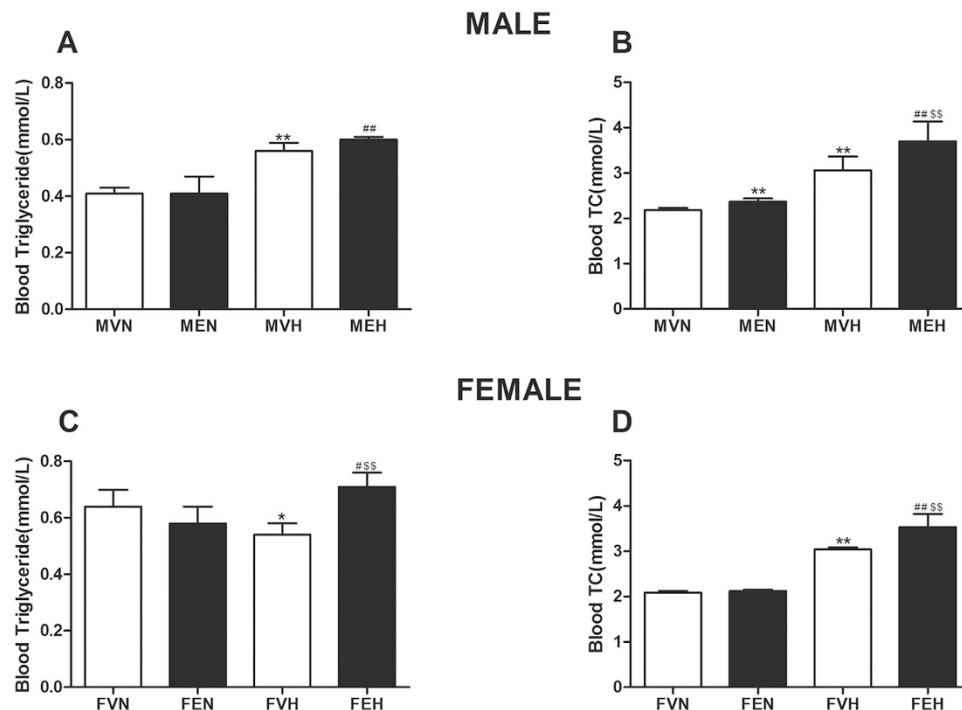 MALE
A
Blood Triglyceride(mmol/L)
0.8
0.6
0.4
0.2
0.0
**
##
MVN MEN MVH MEH
B
Blood TC(mmol/L)
5
4
3
2
1
0
**
**
## $$
MVN MEN MVH MEH
FEMALE
C
Blood Triglyceride(mmol/L)
0.8
0.6
0.4
0.2
0.0
*
#$$
FVN FEN FVH FEH
D
Blood TC(mmol/L)
5
4
3
2
1
0
**
## $$
FVN FEN FVH FEH